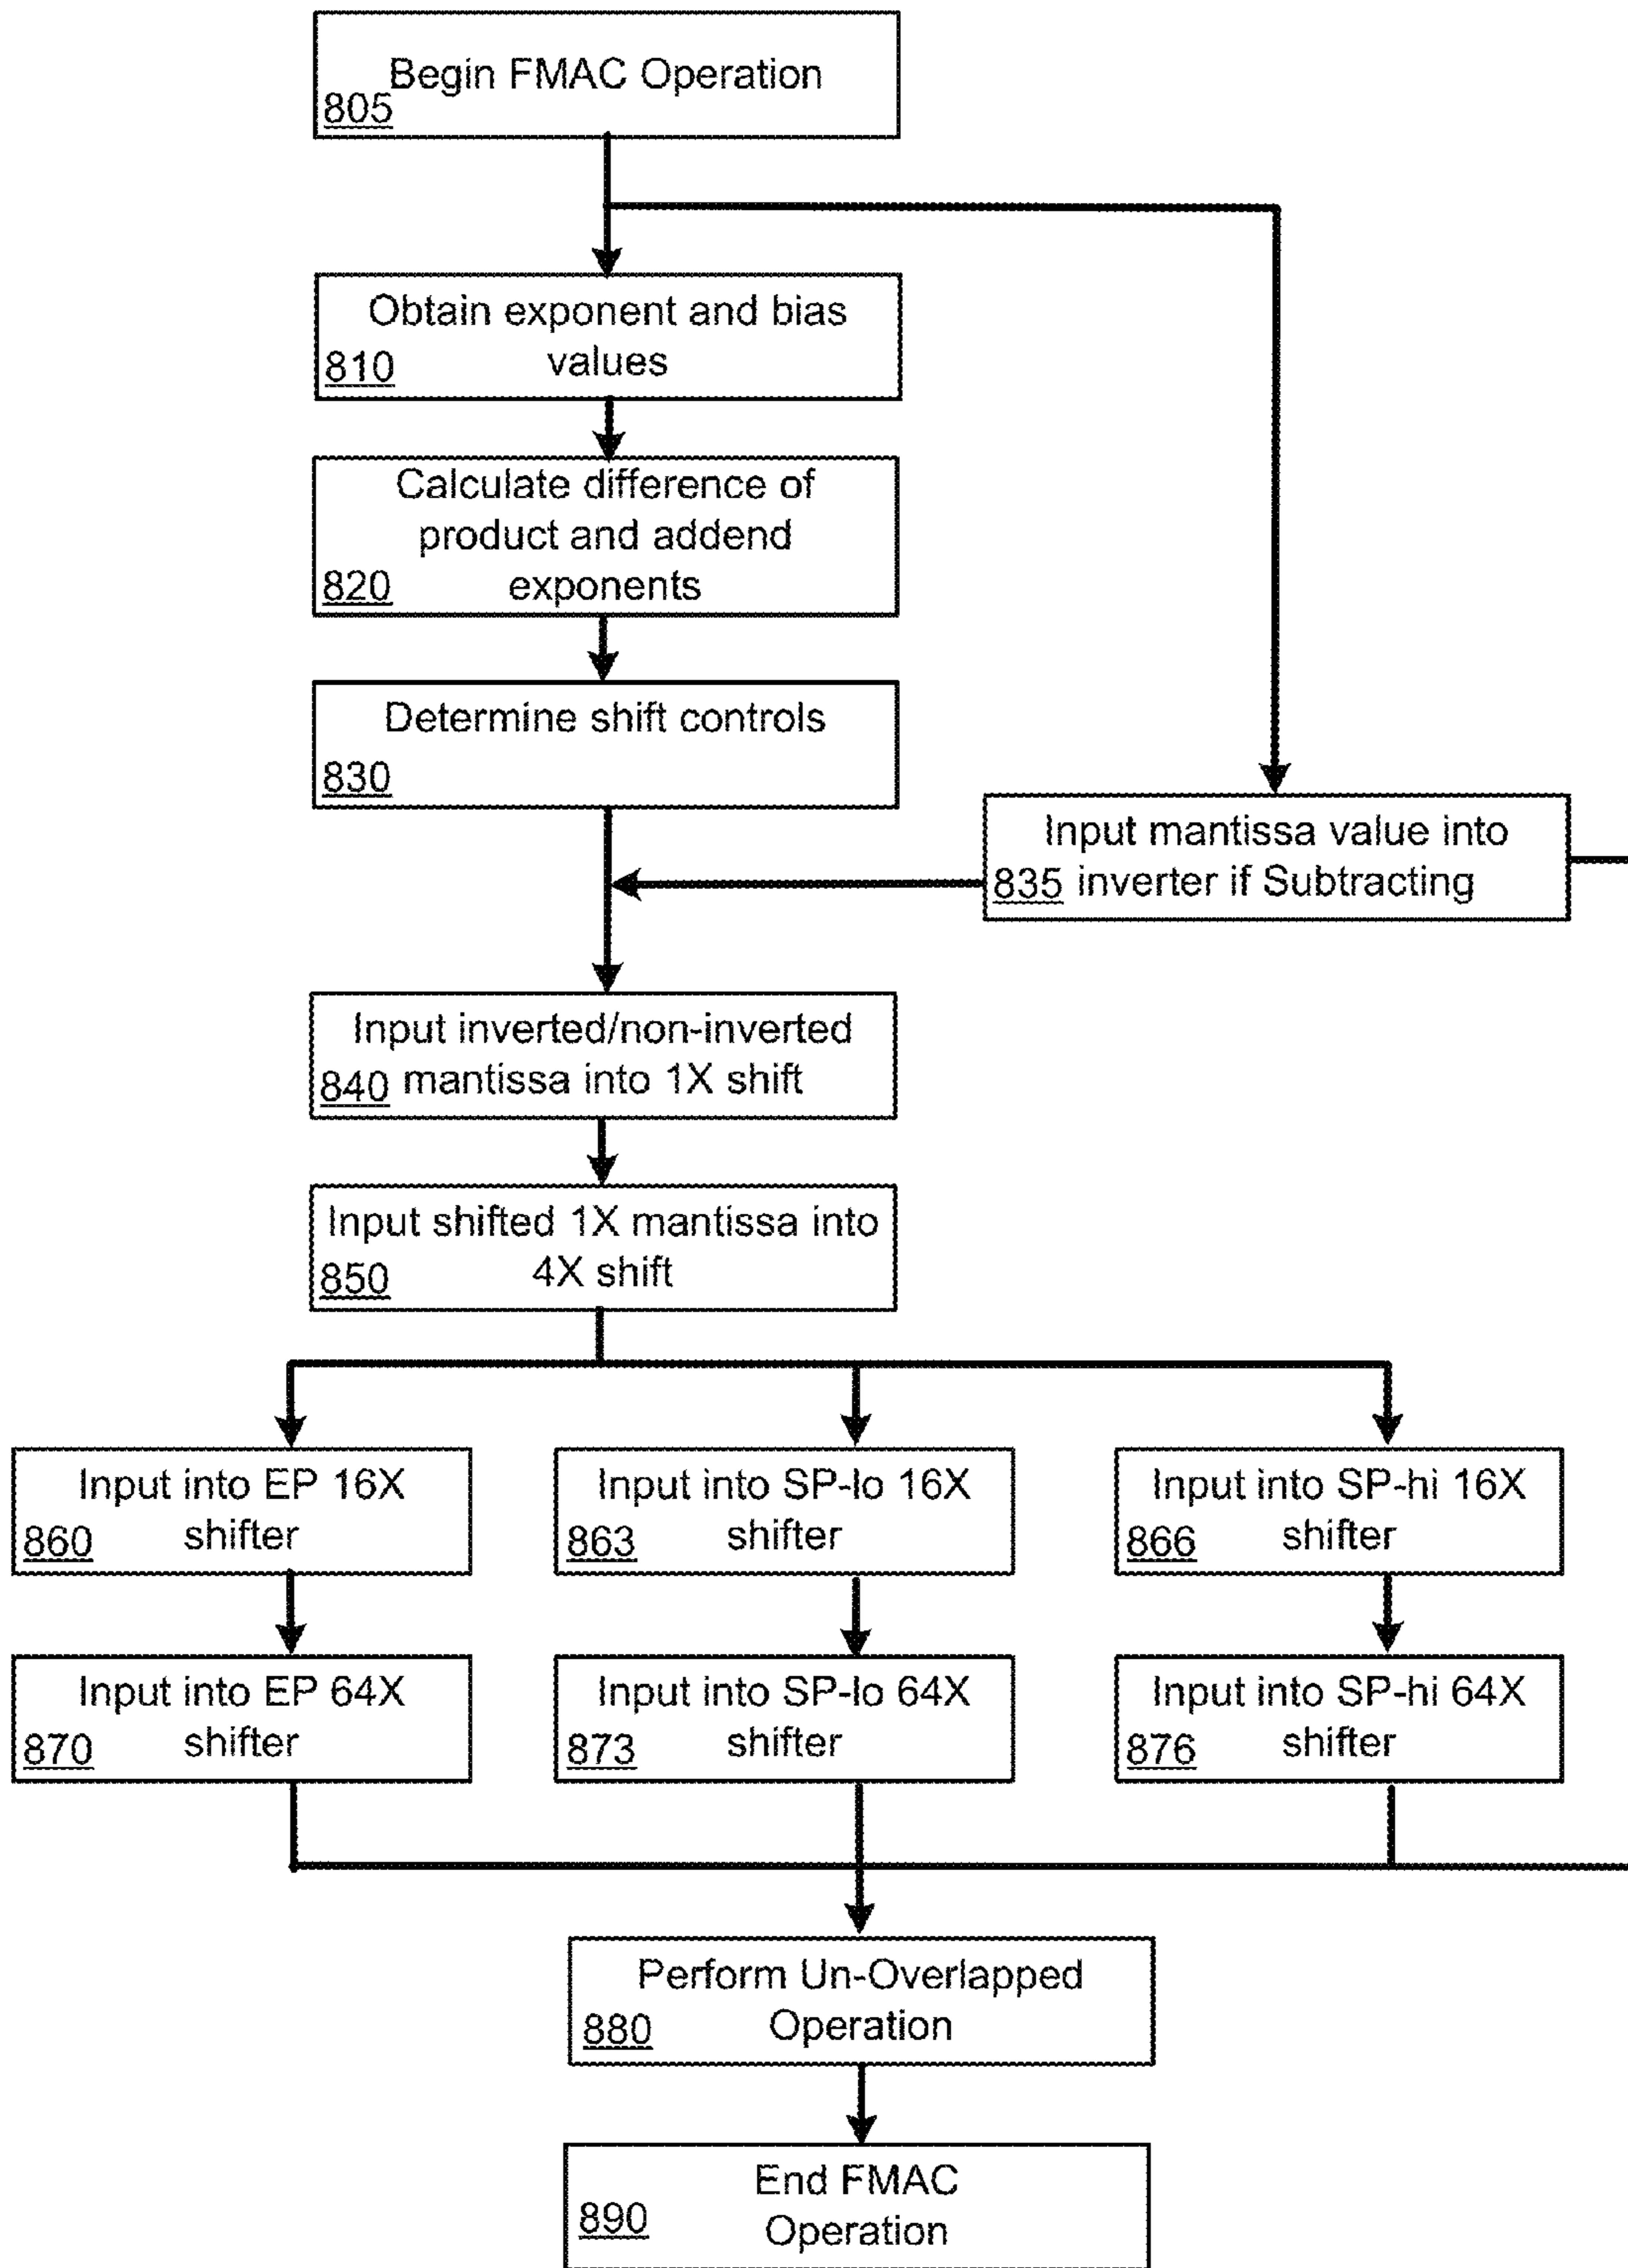 Begin FMAC Operation
805
Obtain exponent and bias
810 values
Calculate difference of
product and addend
820 exponents
Determine shift controls
830
Input mantissa value into
835 inverter if Subtracting
Input inverted/non-inverted
840 mantissa into 1X shift
Input shifted 1X mantissa into
850 4X shift
Input into EP 16X
860 shifter
Input into SP-lo 16X
863 shifter
Input into SP-hi 16X
866 shifter
Input into EP 64X
870 shifter
Input into SP-lo 64X
873 shifter
Input into SP-hi 64X
876 shifter
Perform Un-Overlapped
880 Operation
End FMAC
890 Operation